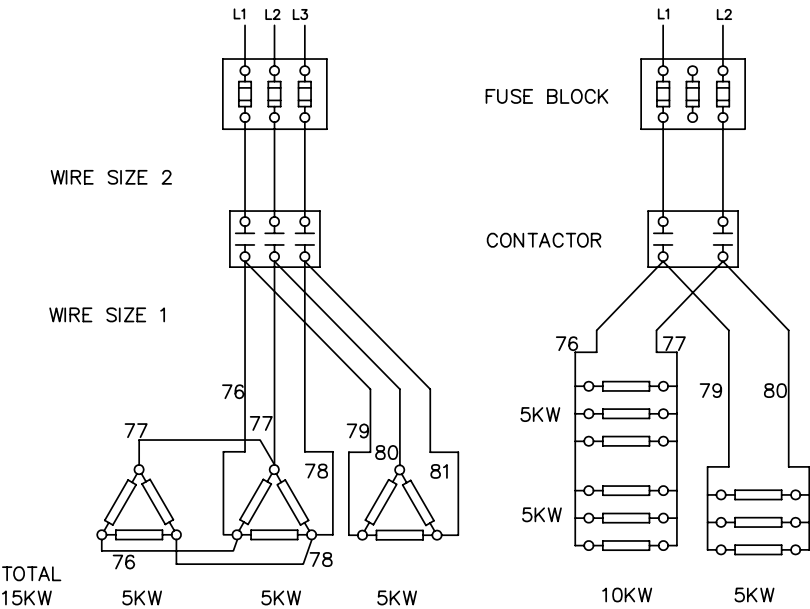 L1 L2 L3
L1 L2
FUSE BLOCK
WIRE SIZE 2
CONTACTOR
WIRE SIZE 1
76 77
76
79 80
77
77
79
5KW
80
78
81
5KW
76
78
TOTAL
15KW 5KW 5KW 5KW
10KW 5KW